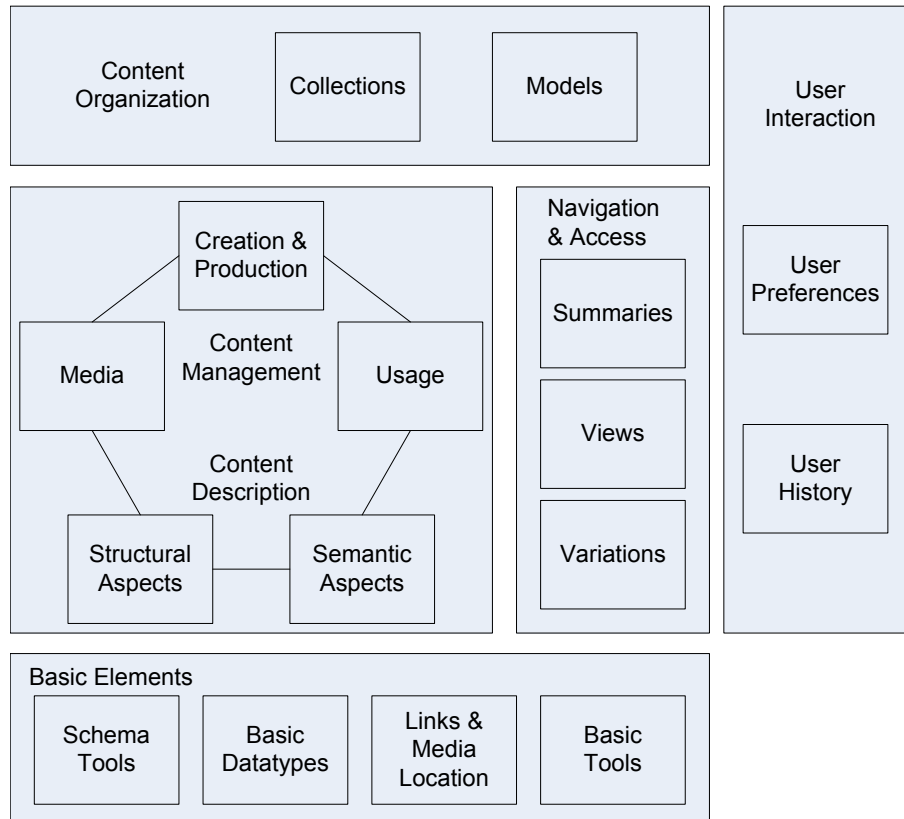 Content
Organization
Collections
Models
User
Interaction
Creation &
Production
Media
Content
Management
Usage
Content
Description
Structural
Aspects
Semantic
Aspects
Navigation
& Access
Summaries
Views
Variations
User
Preferences
User
History
Basic Elements
Schema
Tools
Basic
Datatypes
Links &
Media
Location
Basic
Tools